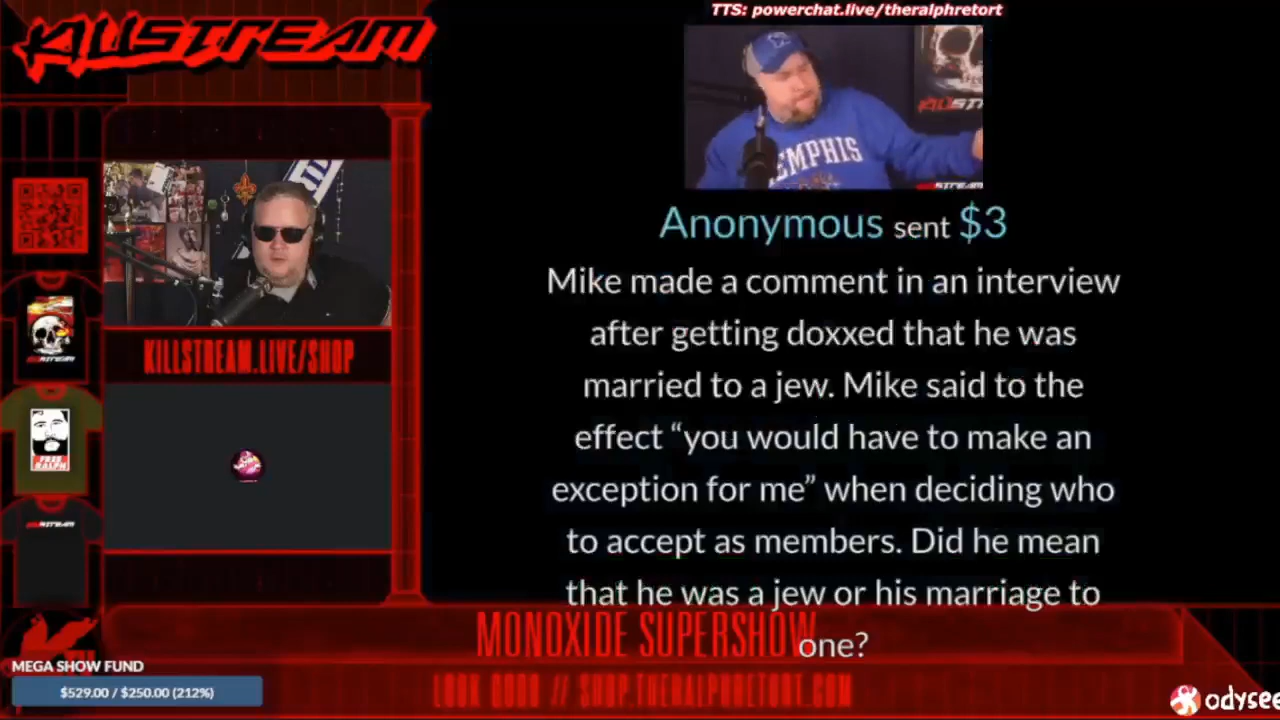 TTS: powerchat.live/theralphretort
KILLSTREAM
MEMPHIS
Anonymous sent $3
Mike made a comment in an interview
after getting doxxed that he was
married to a jew. Mike said to the
effect “you would have to make an
exception for me” when deciding who
to accept as members. Did he mean
that he was a jew or his marriage to
one?
KILLSTREAM.LIVE/SHOP
FREE
RALPH
MONOXIDE SUPERSHOW
MEGA SHOW FUND
$529.00 / $250.00 (212%)
LOOK GOOD // SHOP.THERALPHRETORT.COM
odysee